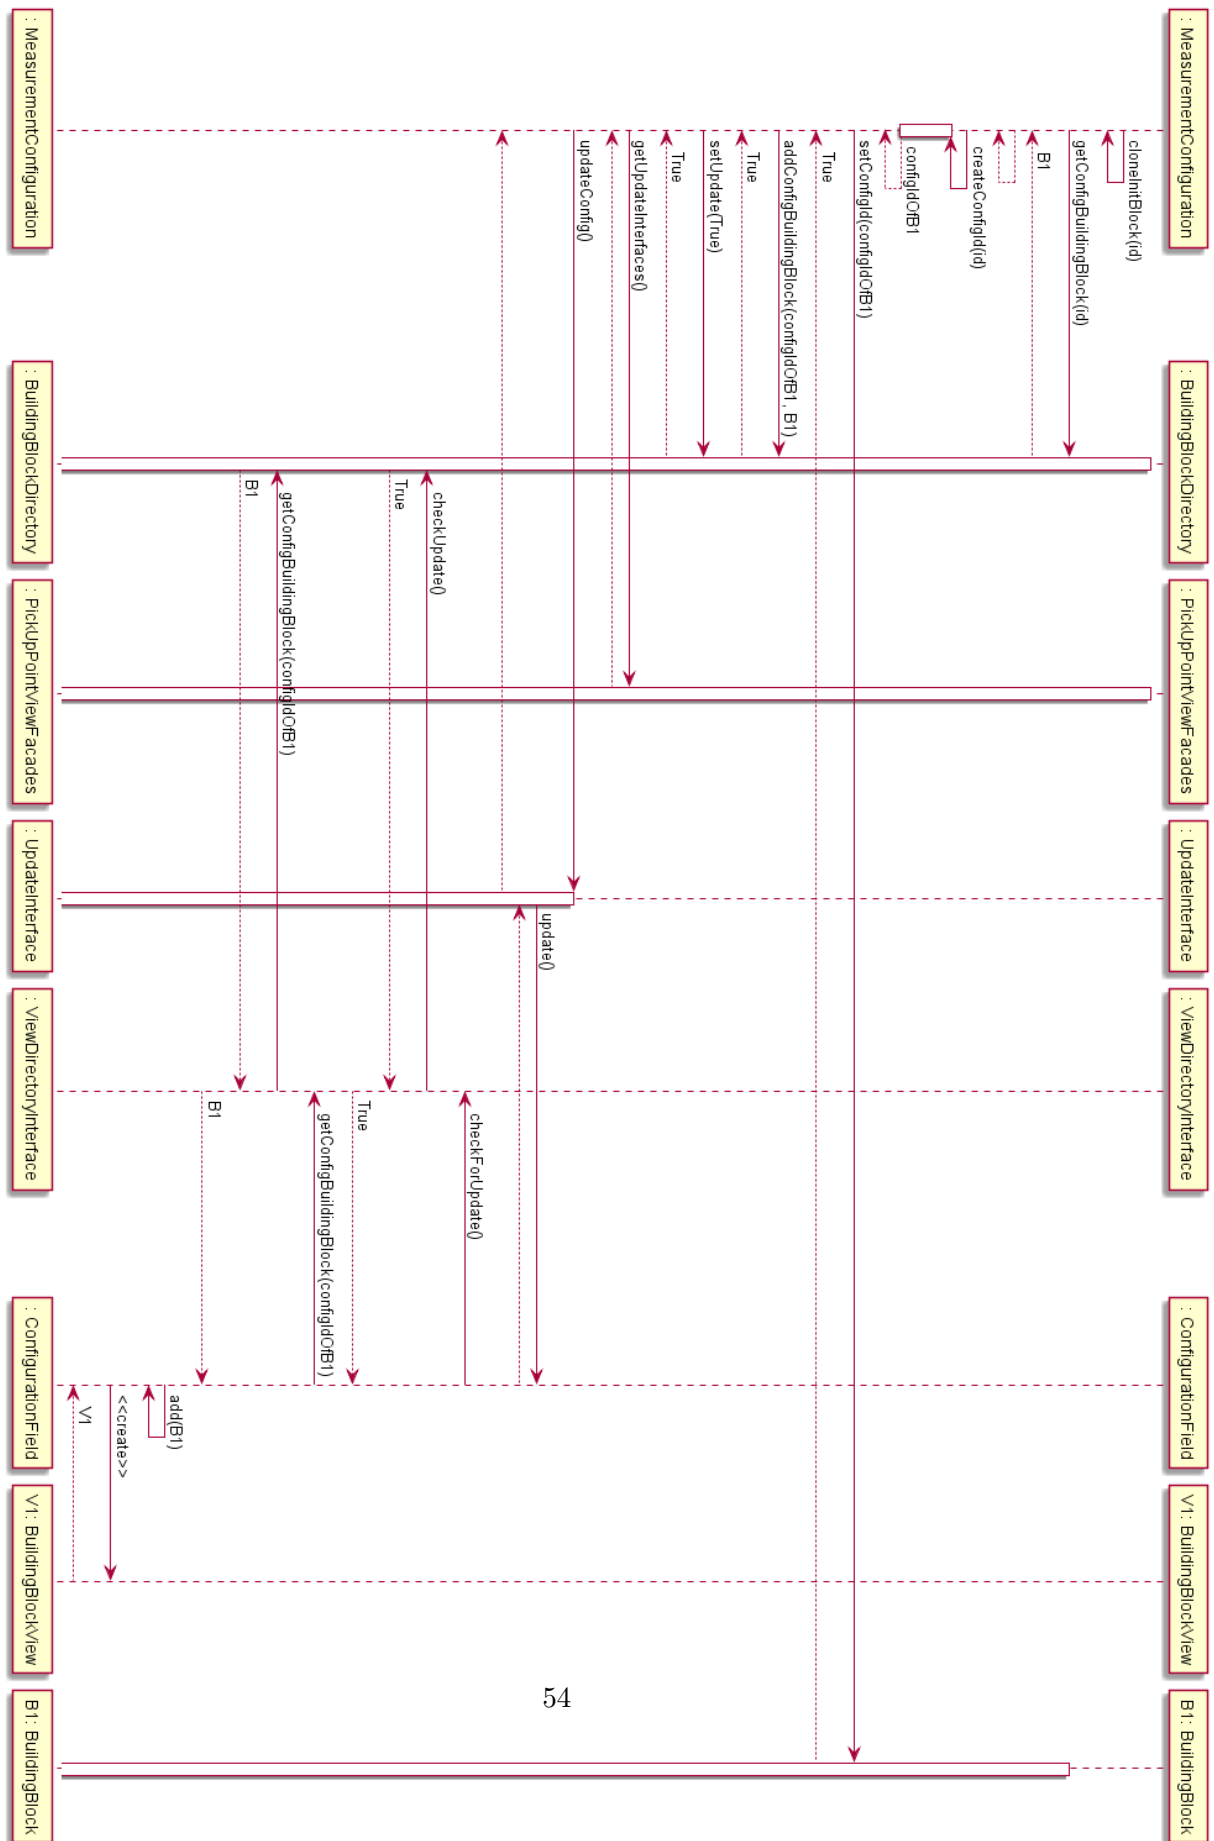 : MeasurementConfiguration
: BuildingBlockDirectory
: PickUpPointViewFacades
: UpdateInterface
: ViewDirectoryInterface
: ConfigurationField
V1: BuildingBlockView
B1: BuildingBlock
cloneInitBlock(id)
getConfigBuildingBlock(id)
B1
createConfigId(id)
configIdOfB1
setConfigId(configIdOfB1)
True
addConfigBuildingBlock(configIdOfB1, B1)
True
setUpdate(True)
True
getUpdateInterfaces()
updateConfig()
update()
checkForUpdate()
checkUpdate()
True
True
getConfigBuildingBlock(configIdOfB1)
getConfigBuildingBlock(configIdOfB1)
B1
B1
add(B1)
<<create>>
V1
: MeasurementConfiguration
: BuildingBlockDirectory
: PickUpPointViewFacades
: UpdateInterface
: ViewDirectoryInterface
: ConfigurationField
V1: BuildingBlockView
B1: BuildingBlock
54